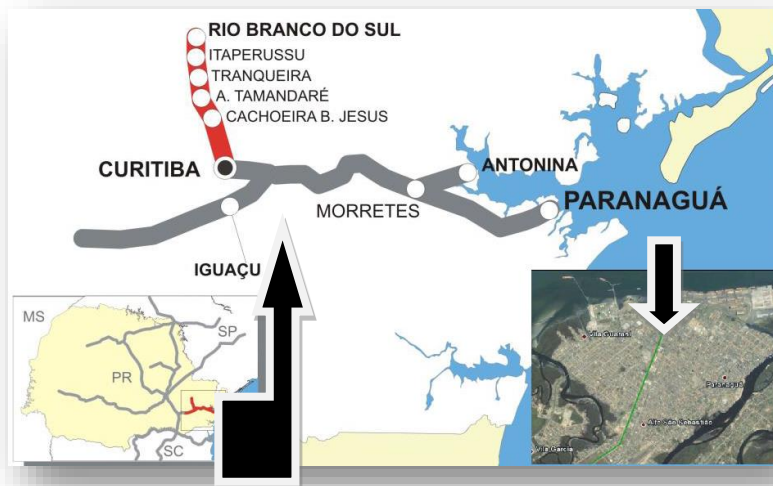 RIO BRANCO DO SUL
ITAPERUSSU
TRANQUEIRA
A. TAMANDARÉ
CACHOEIRA B. JESUS
CURITIBA
ANTONINA
MORRETES
PARANAGUÁ
IGUAÇU
MS
SP
PR
SC
Vila Guarani
Paranaguá
Alto São Sebastião
Vila Garcia